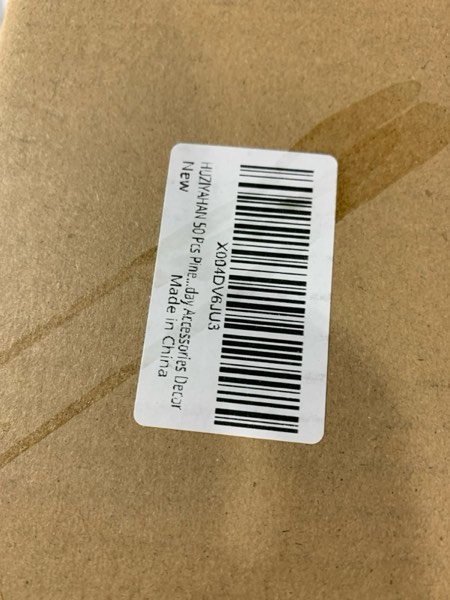 X004DV6JU3
HUZIYAHAN 50 Pcs Pine...day Accessories Decor
New
Made in China